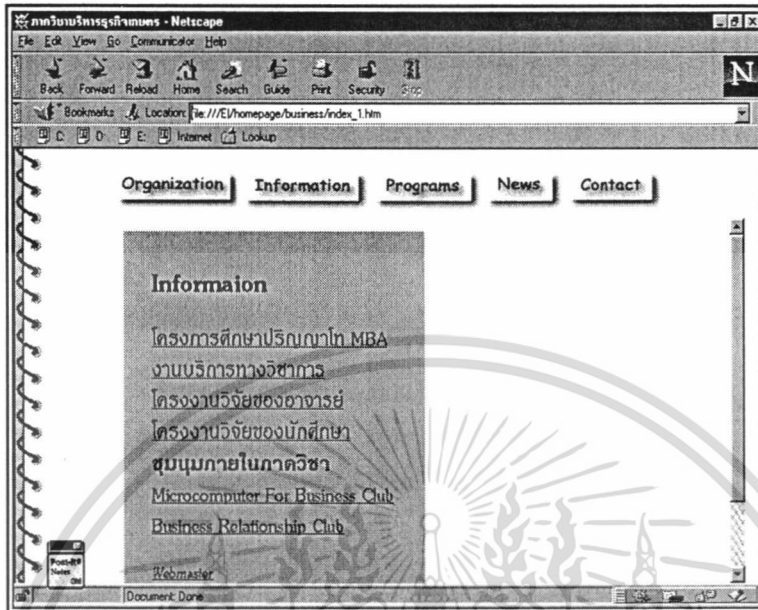 ภาควิชาบริหารธุรกิจเกษตร - Netscape
File Edit View Go Communicator Help
Back Forward Reload Home Search Guide Print Security Stop
Bookmarks Location: file:///E|/homepage/business/index_1.htm
C: D: E: Internet Lookup
Organization Information Programs News Contact
Informaion
โครงการศึกษาปริญญาโท MBA
งานบริการทางวิชาการ
โครงงานวิจัยของอาจารย์
โครงงานวิจัยของนักศึกษา
ชุมนุมภายในภาควิชา
Microcomputer For Business Club
Business Relationship Club
Webmaster
Post-it®
Notes
Document: Done